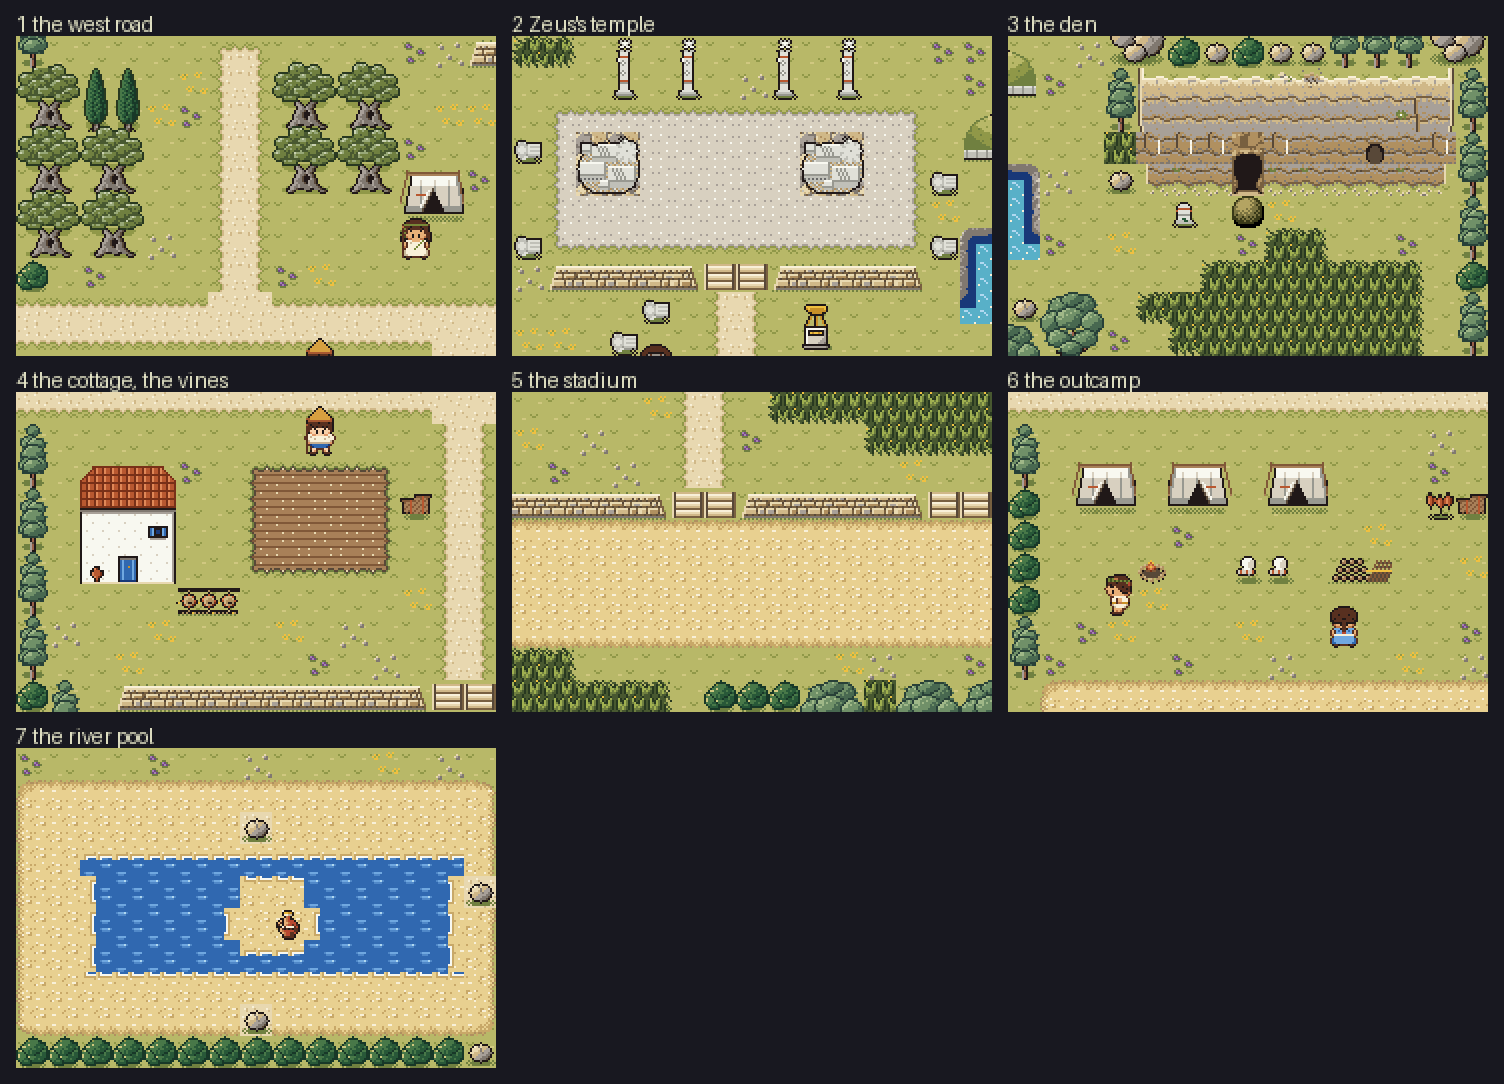 1 the west road
2 Zeus's temple
3 the den
4 the cottage, the vines
5 the stadium
6 the outcamp
7 the river pool